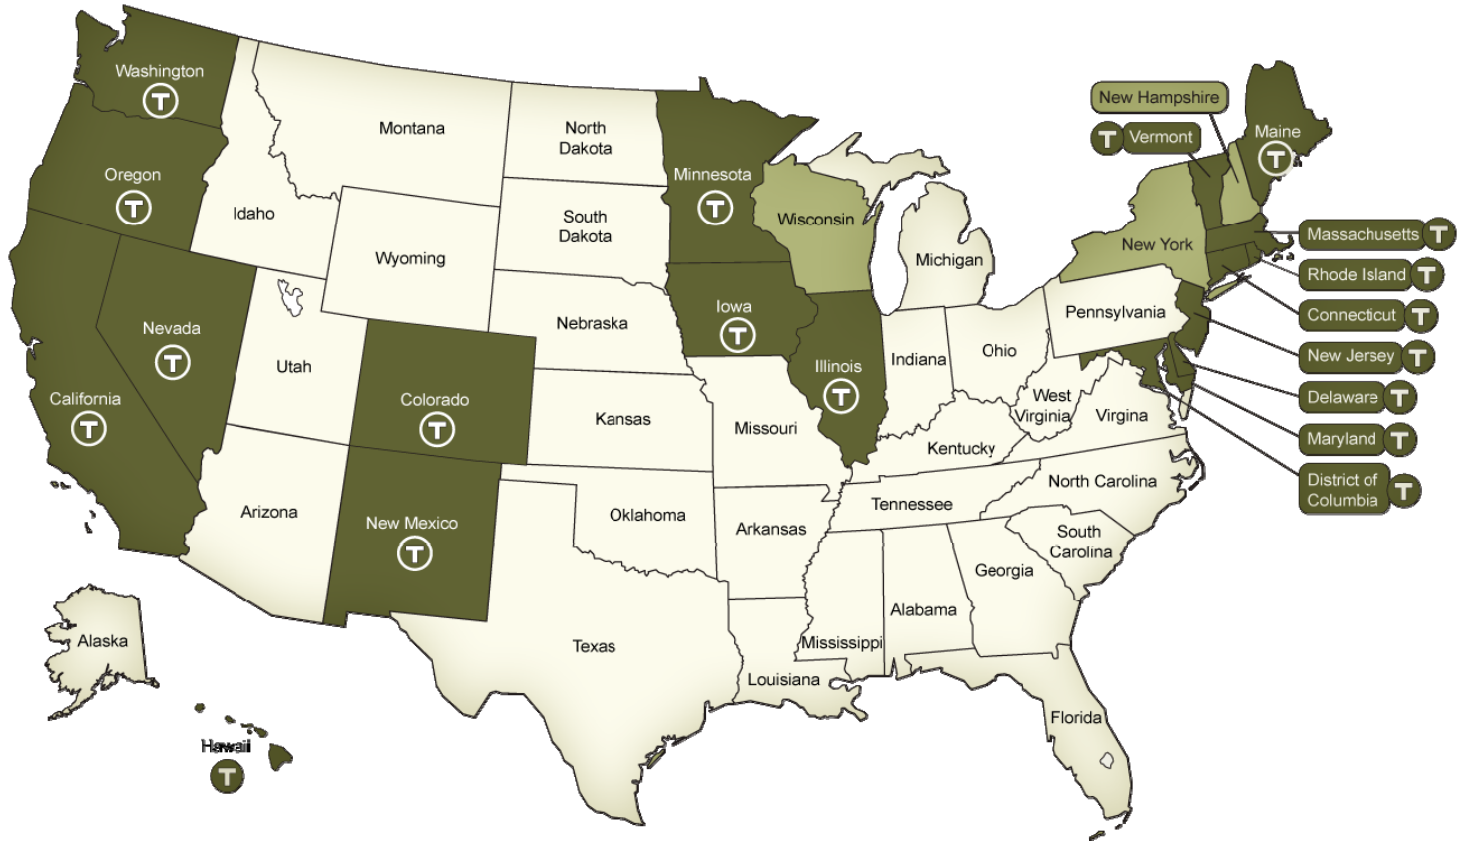 Washington
T
Oregon
T
California
T
Nevada
T
Idaho
Montana
Wyoming
Utah
Arizona
Colorado
T
New Mexico
T
North
Dakota
South
Dakota
Nebraska
Kansas
Oklahoma
Texas
Minnesota
T
Iowa
T
Missouri
Arkansas
Louisiana
Wisconsin
Illinois
T
Michigan
Indiana
Ohio
Kentucky
Tennessee
Mississippi
Alabama
Georgia
Florida
South
Carolina
North Carolina
Virgina
West
Virginia
Pennsylvania
New York
New Hampshire
T Vermont
Maine
T
Massachusetts T
Rhode Island T
Connecticut T
New Jersey T
Delaware T
Maryland T
District of
Columbia T
Alaska
Hawaii
T